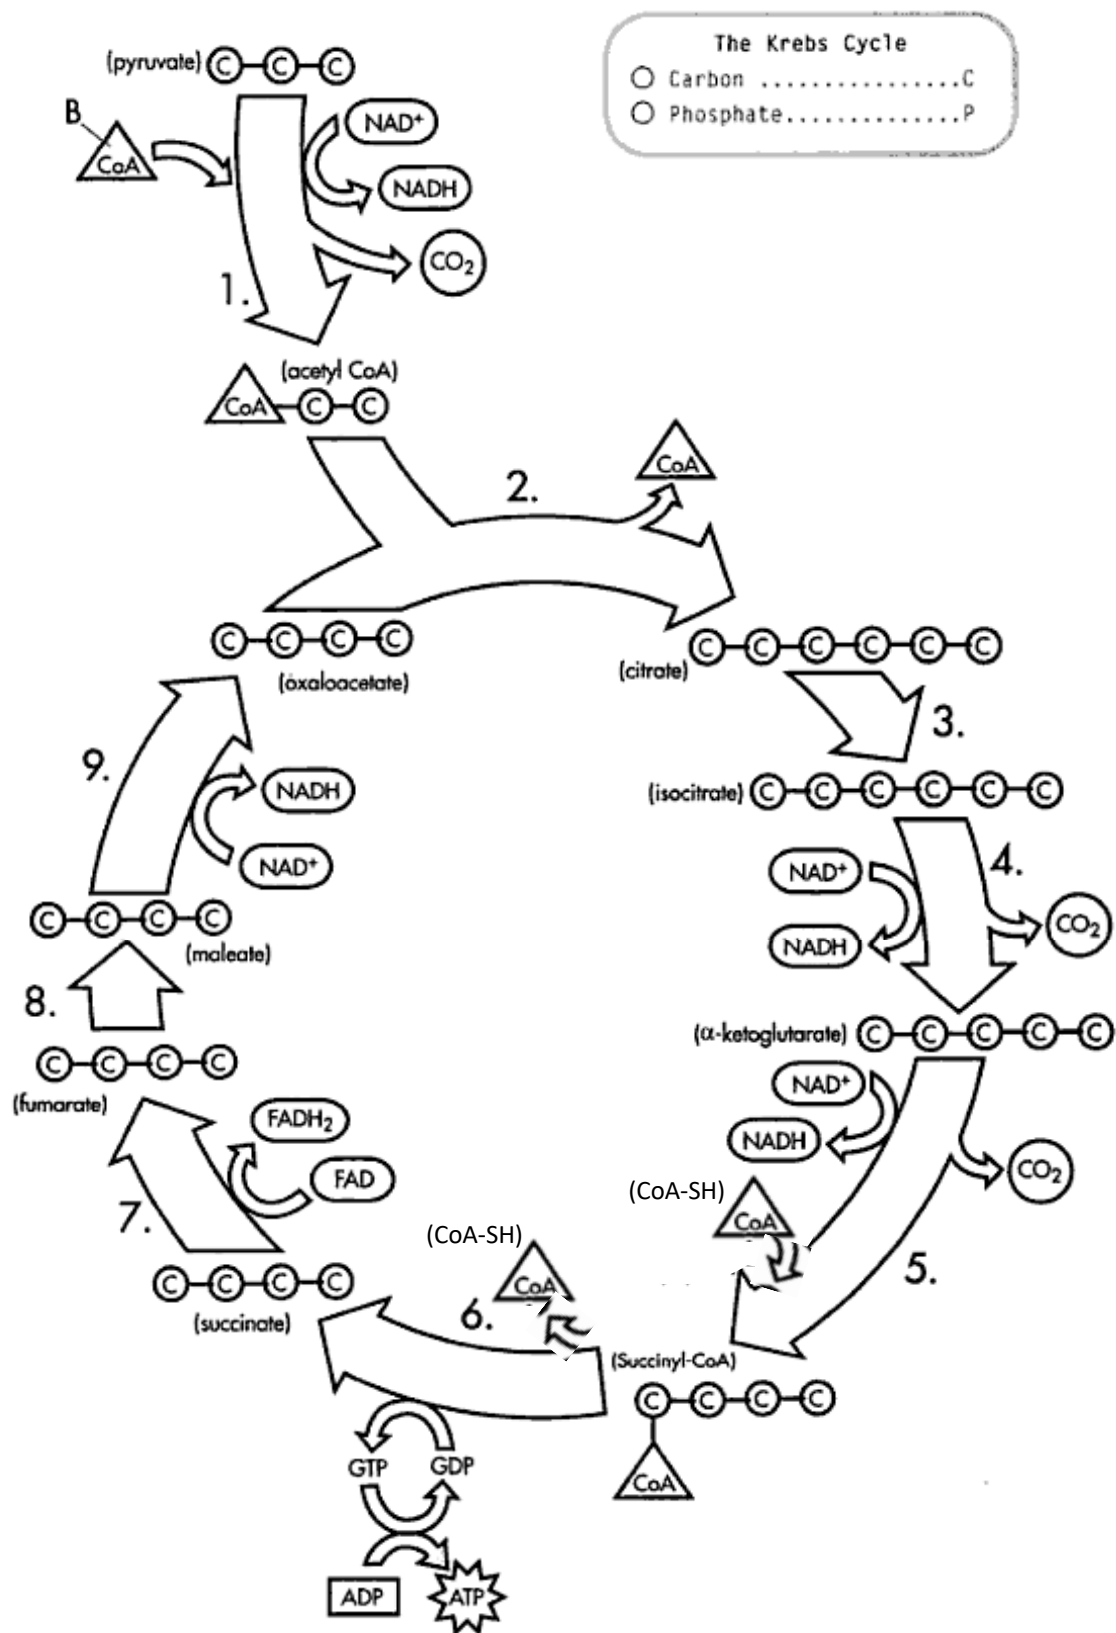 The Krebs Cycle
Carbon ................C
Phosphate..............P
(pyruvate) C C C
B
CoA
NAD+
NADH
CO2
1.
(acetyl CoA)
CoA C C
CoA
2.
C C C C
(óxaloacetate)
C C C C C C
(citrate)
3.
(isocitrate) C C C C C C
9.
NADH
NAD+
NAD+
4.
NADH
CO2
C C C C
(maleate)
8.
(α-ketoglutarate) C C C C C
C C C C
(fumarate)
NAD+
NADH
CO2
FADH2
FAD
7.
(CoA-SH)
CoA
(CoA-SH)
CoA
5.
C C C C
(succinate)
6.
(Succinyl-CoA)
C C C C
CoA
GTP GDP
ADP
ATP